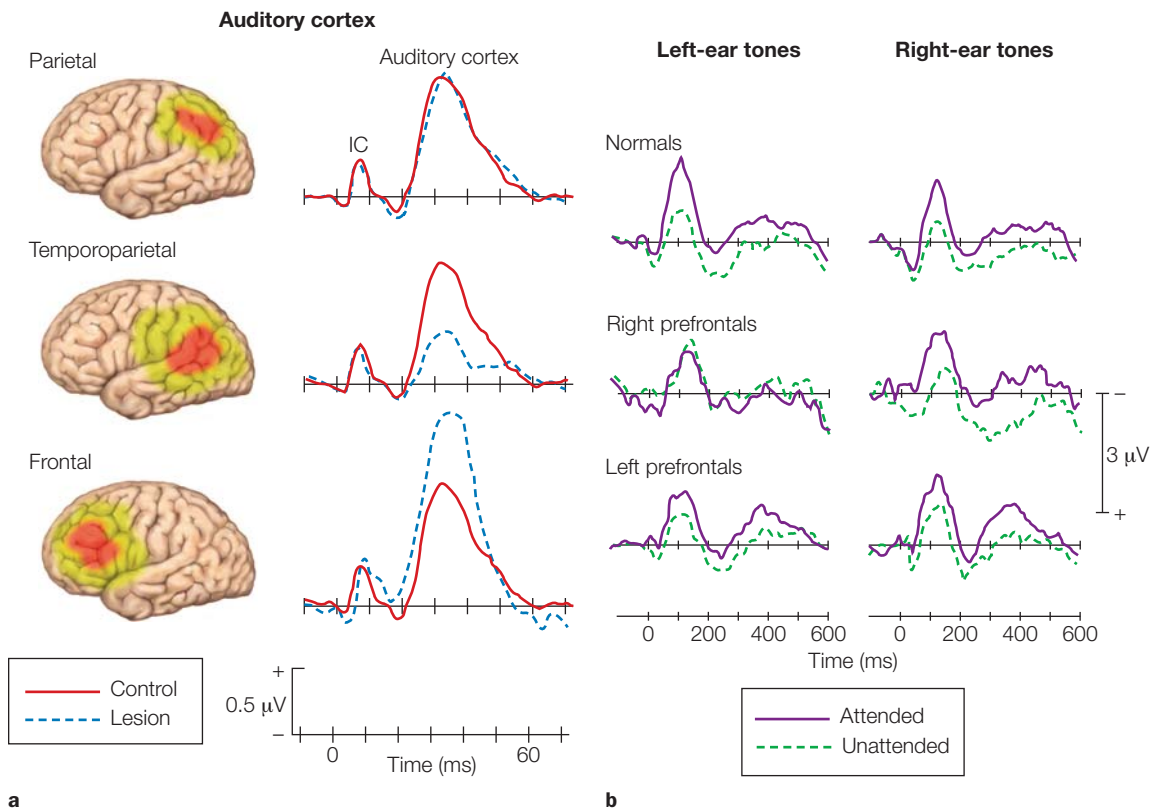 Auditory cortex
Parietal
Auditory cortex
IC
Temporoparietal
Frontal
Control
Lesion
+
0.5 μV
–
0 60
Time (ms)
a
Left-ear tones Right-ear tones
Normals
Right prefrontals
–
3 μV
+
Left prefrontals
0 200 400 600 0 200 400 600
Time (ms) Time (ms)
Attended
Unattended
b